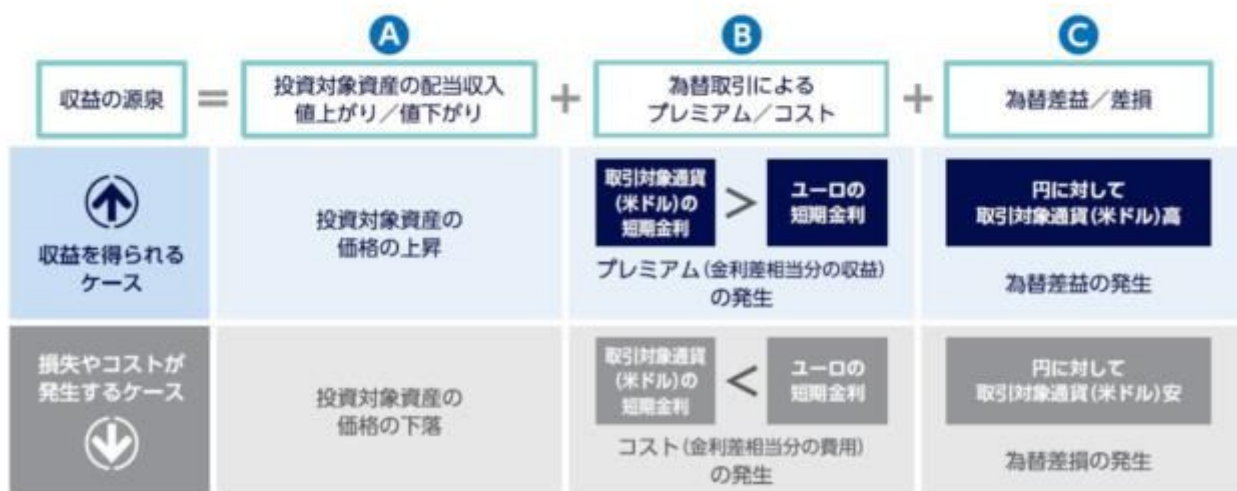 A
B
C
収益の源泉
=
投資対象資産の配当収入
値上がり／値下がり
+
為替取引による
プレミアム／コスト
+
為替差益／差損
収益を得られる
ケース
投資対象資産の
価格の上昇
取引対象通貨
(米ドル)の
短期金利
>
ユーロの
短期金利
プレミアム(金利差相当分の収益)
の発生
円に対して
取引対象通貨(米ドル)高
為替差益の発生
損失やコストが
発生するケース
投資対象資産の
価格の下落
取引対象通貨
(米ドル)の
短期金利
<
ユーロの
短期金利
コスト(金利差相当分の費用)
の発生
円に対して
取引対象通貨(米ドル)安
為替差損の発生